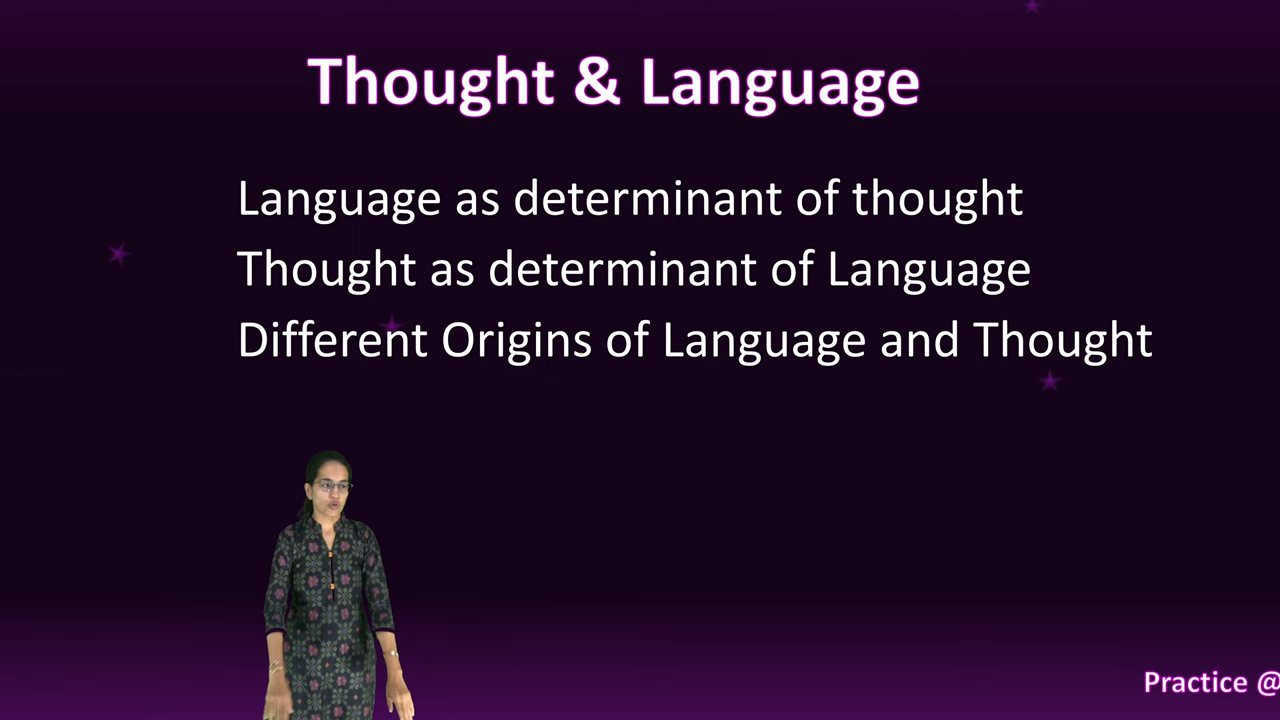 Thought & Language
Language as determinant of thought
Thought as determinant of Language
Different Origins of Language and Thought
Practice @